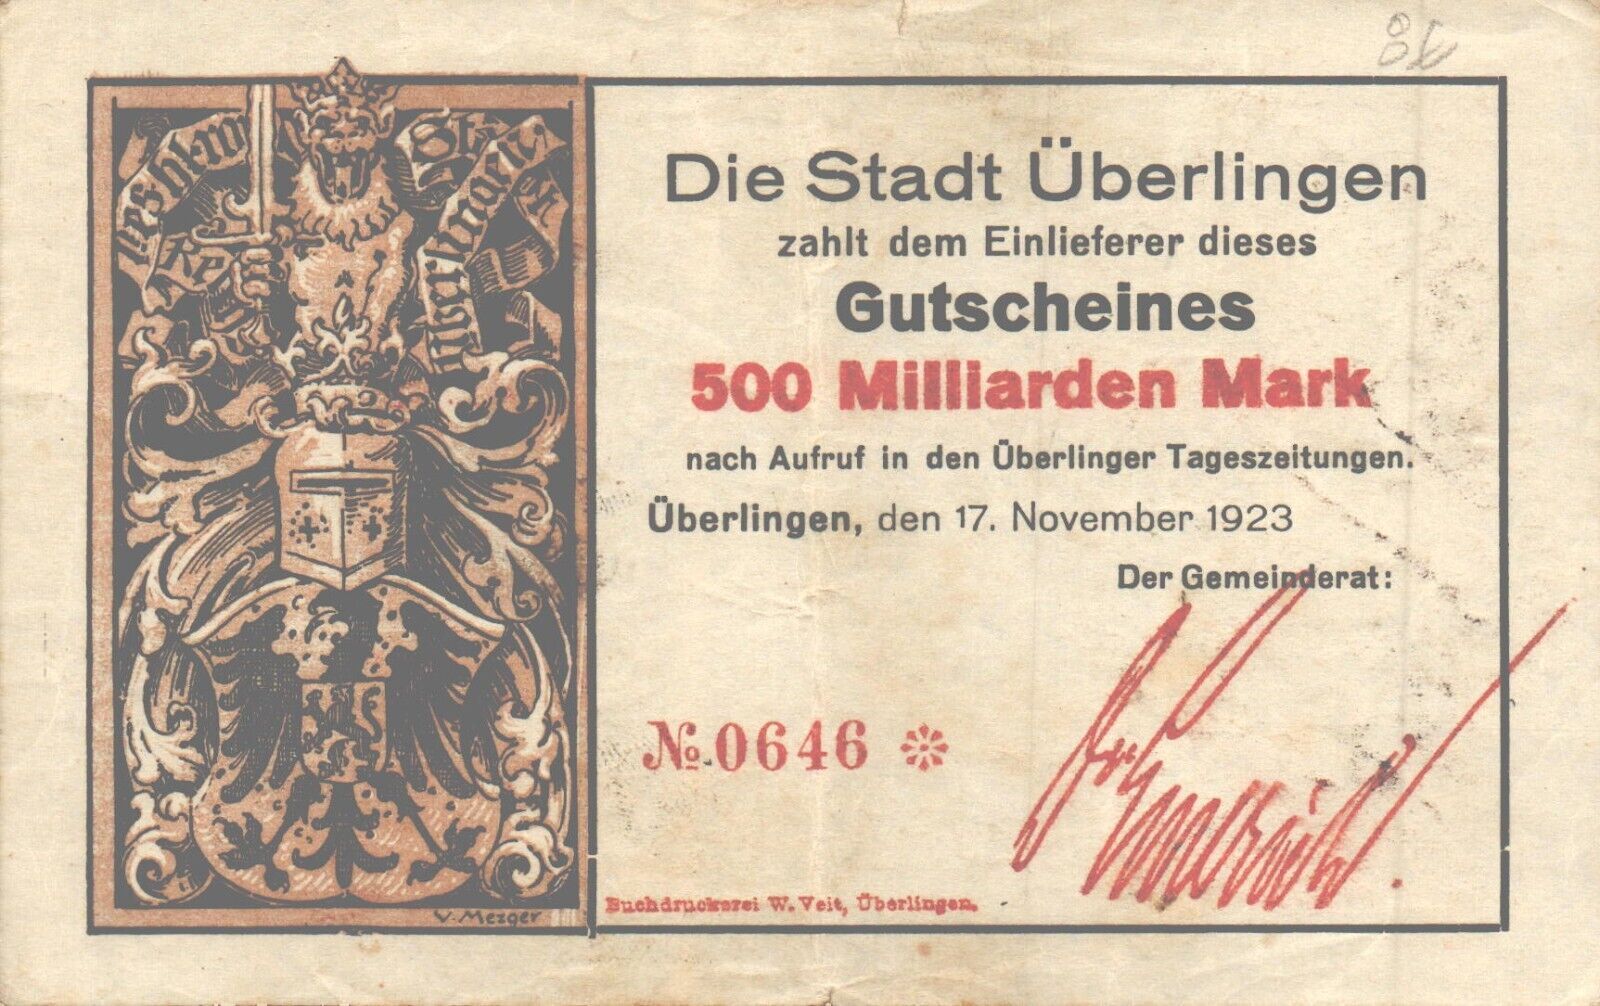 Die Stadt Überlingen
zahlt dem Einlieferer dieses
Gutscheines
500 Milliarden Mark
nach Aufruf in den Überlinger Tageszeitungen.
Überlingen, den 17. November 1923
Der Gemeinderat:
№ 0646
Buchdruckerei W. Veit, Überlingen.
V. Mezger